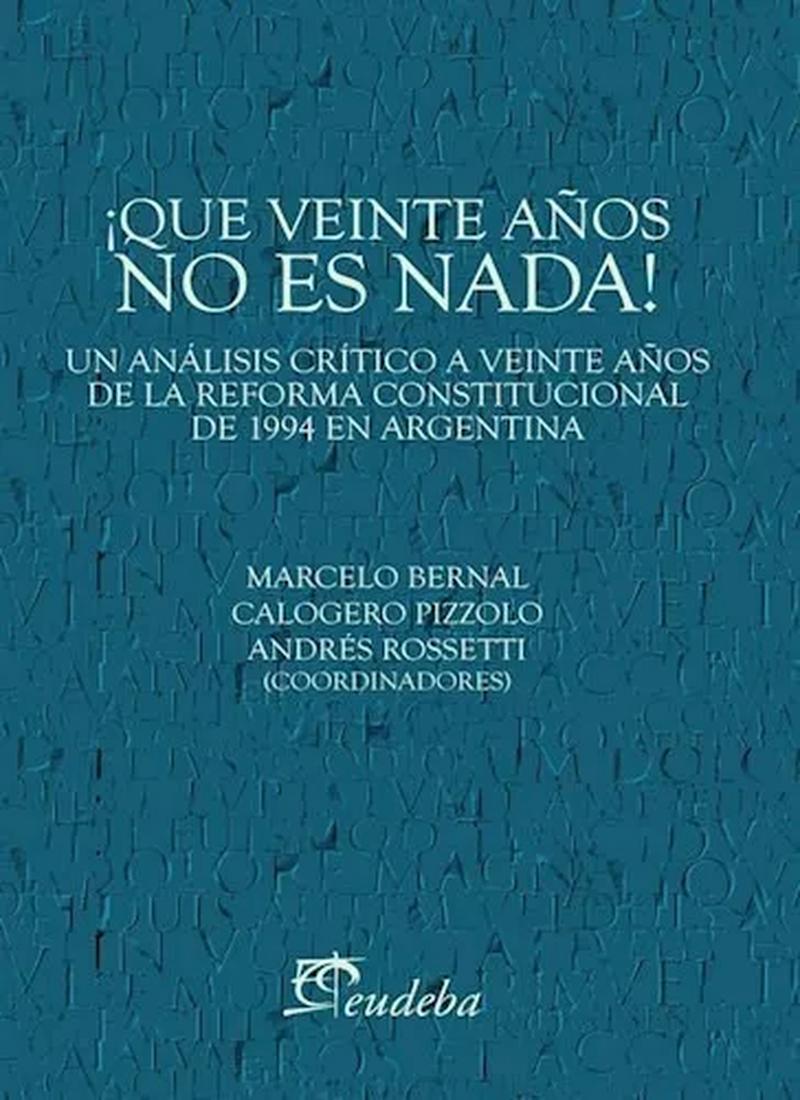 ¡QUE VEINTE AÑOS
NO ES NADA!
UN ANÁLISIS CRÍTICO A VEINTE AÑOS
DE LA REFORMA CONSTITUCIONAL
DE 1994 EN ARGENTINA
MARCELO BERNAL
CALOGERO PIZZOLO
ANDRÉS ROSSETTI
(COORDINADORES)
eudeba